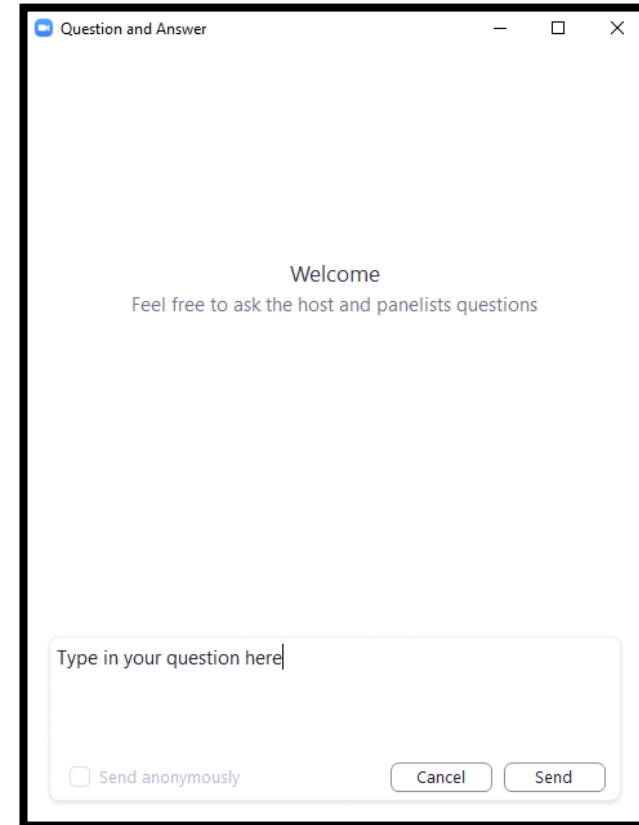 Question and Answer
Welcome
Feel free to ask the host and panelists questions
Type in your question here
Send anonymously
Cancel
Send